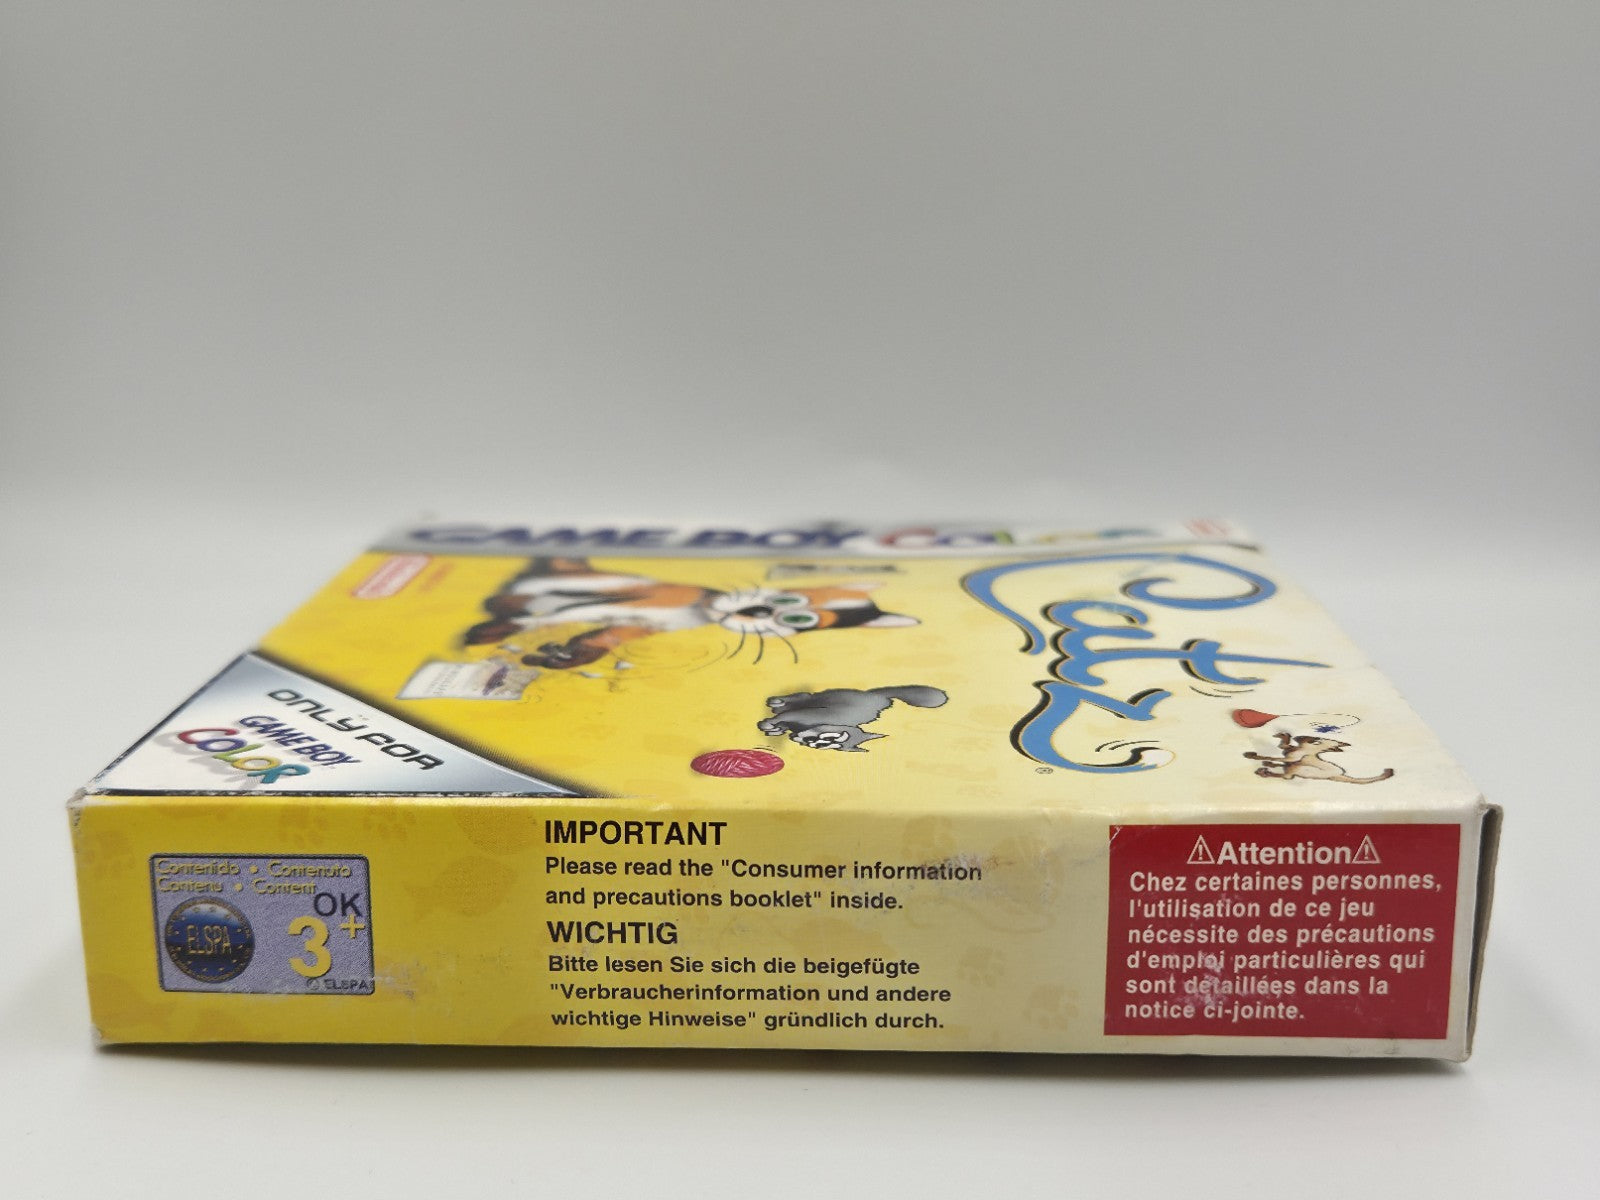 GAME BOY COLOR
Catz
®
ONLY FOR
GAME BOY
COLOR
Contenido • Contenuto
Contenu • Content
OK
3+
ELSPA
© ELSPA
IMPORTANT
Please read the "Consumer information
and precautions booklet" inside.
WICHTIG
Bitte lesen Sie sich die beigefügte
"Verbraucherinformation und andere
wichtige Hinweise" gründlich durch.
⚠Attention⚠
Chez certaines personnes,
l'utilisation de ce jeu
nécessite des précautions
d'emploi particulières qui
sont détaillées dans la
notice ci-jointe.